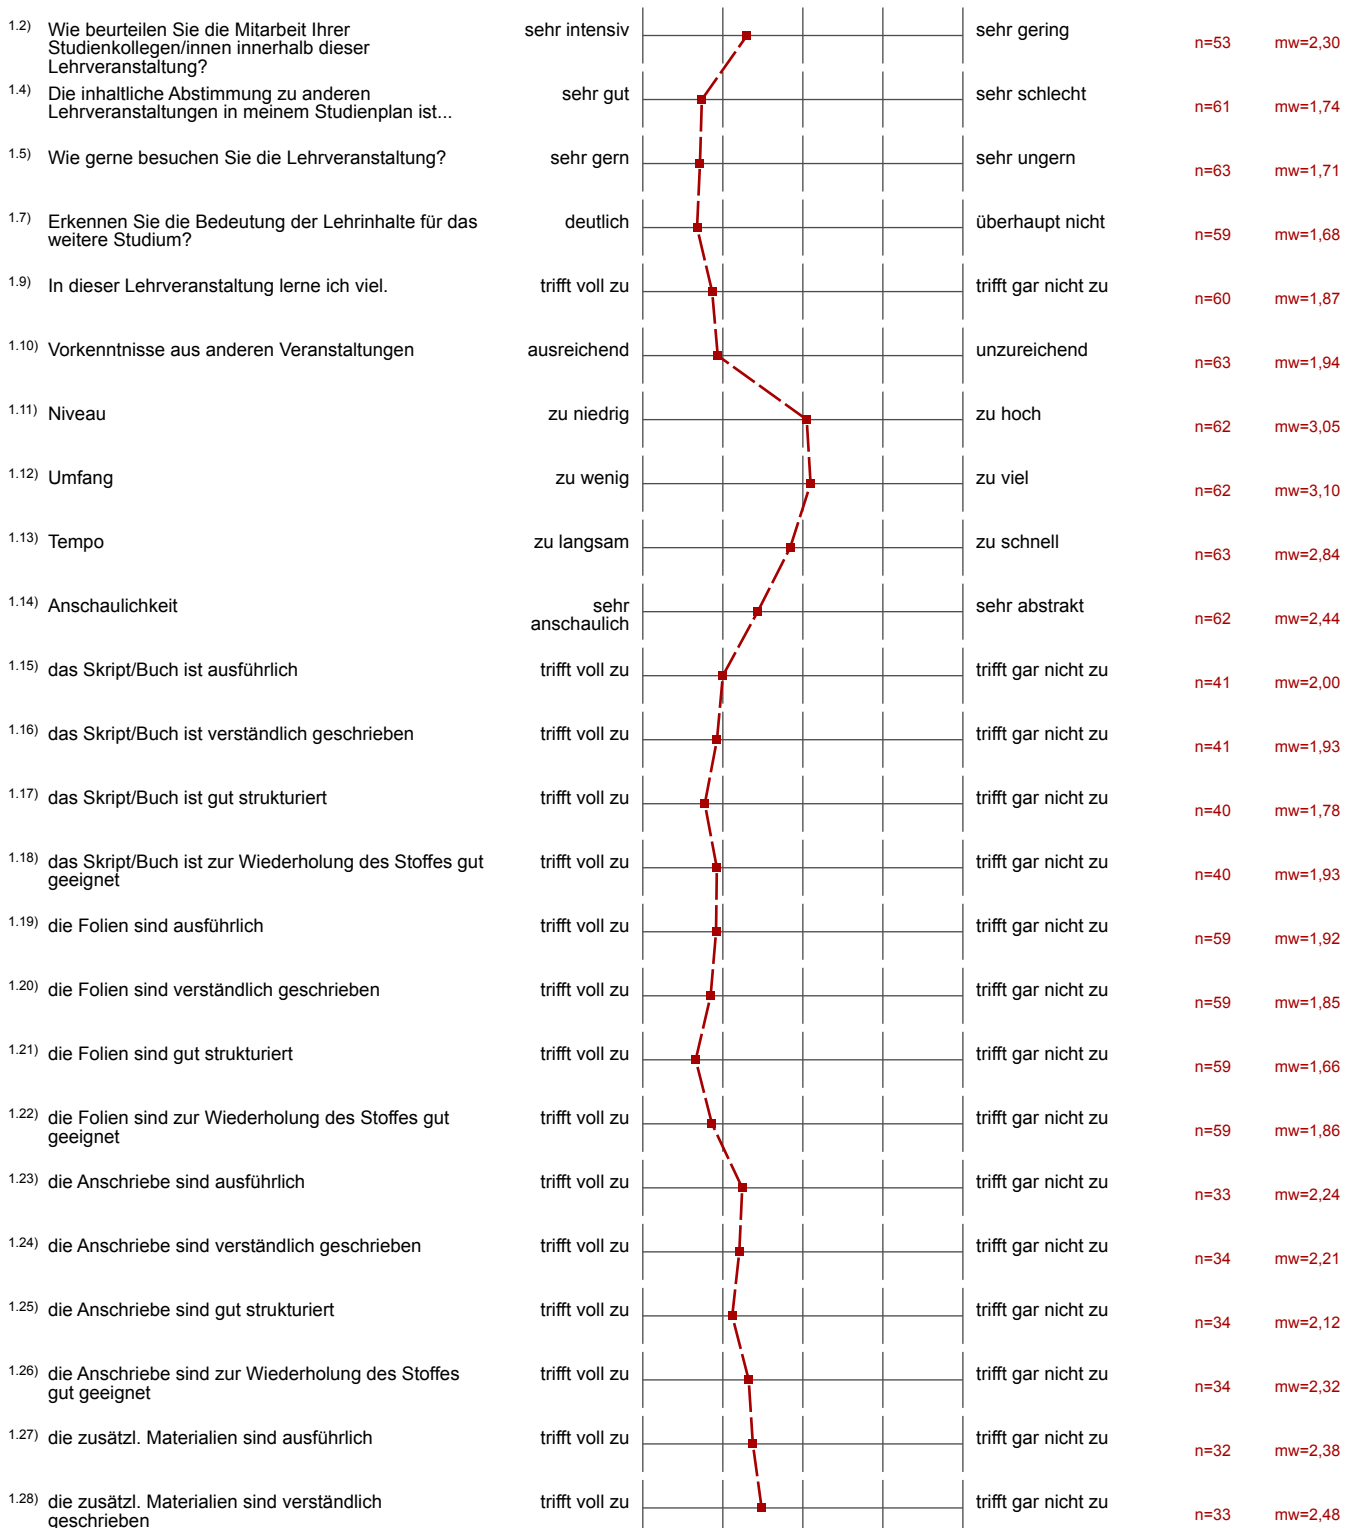 1.2) Wie beurteilen Sie die Mitarbeit Ihrer
Studienkollegen/innen innerhalb dieser
Lehrveranstaltung?
sehr intensiv
sehr gering
n=53 mw=2,30
1.4) Die inhaltliche Abstimmung zu anderen
Lehrveranstaltungen in meinem Studienplan ist...
sehr gut
sehr schlecht
n=61 mw=1,74
1.5) Wie gerne besuchen Sie die Lehrveranstaltung?
sehr gern
sehr ungern
n=63 mw=1,71
1.7) Erkennen Sie die Bedeutung der Lehrinhalte für das
weitere Studium?
deutlich
überhaupt nicht
n=59 mw=1,68
1.9) In dieser Lehrveranstaltung lerne ich viel.
trifft voll zu
trifft gar nicht zu
n=60 mw=1,87
1.10) Vorkenntnisse aus anderen Veranstaltungen
ausreichend
unzureichend
n=63 mw=1,94
1.11) Niveau
zu niedrig
zu hoch
n=62 mw=3,05
1.12) Umfang
zu wenig
zu viel
n=62 mw=3,10
1.13) Tempo
zu langsam
zu schnell
n=63 mw=2,84
1.14) Anschaulichkeit
sehr
anschaulich
sehr abstrakt
n=62 mw=2,44
1.15) das Skript/Buch ist ausführlich
trifft voll zu
trifft gar nicht zu
n=41 mw=2,00
1.16) das Skript/Buch ist verständlich geschrieben
trifft voll zu
trifft gar nicht zu
n=41 mw=1,93
1.17) das Skript/Buch ist gut strukturiert
trifft voll zu
trifft gar nicht zu
n=40 mw=1,78
1.18) das Skript/Buch ist zur Wiederholung des Stoffes gut
geeignet
trifft voll zu
trifft gar nicht zu
n=40 mw=1,93
1.19) die Folien sind ausführlich
trifft voll zu
trifft gar nicht zu
n=59 mw=1,92
1.20) die Folien sind verständlich geschrieben
trifft voll zu
trifft gar nicht zu
n=59 mw=1,85
1.21) die Folien sind gut strukturiert
trifft voll zu
trifft gar nicht zu
n=59 mw=1,66
1.22) die Folien sind zur Wiederholung des Stoffes gut
geeignet
trifft voll zu
trifft gar nicht zu
n=59 mw=1,86
1.23) die Anschriebe sind ausführlich
trifft voll zu
trifft gar nicht zu
n=33 mw=2,24
1.24) die Anschriebe sind verständlich geschrieben
trifft voll zu
trifft gar nicht zu
n=34 mw=2,21
1.25) die Anschriebe sind gut strukturiert
trifft voll zu
trifft gar nicht zu
n=34 mw=2,12
1.26) die Anschriebe sind zur Wiederholung des Stoffes
gut geeignet
trifft voll zu
trifft gar nicht zu
n=34 mw=2,32
1.27) die zusätzl. Materialien sind ausführlich
trifft voll zu
trifft gar nicht zu
n=32 mw=2,38
1.28) die zusätzl. Materialien sind verständlich
geschrieben
trifft voll zu
trifft gar nicht zu
n=33 mw=2,48